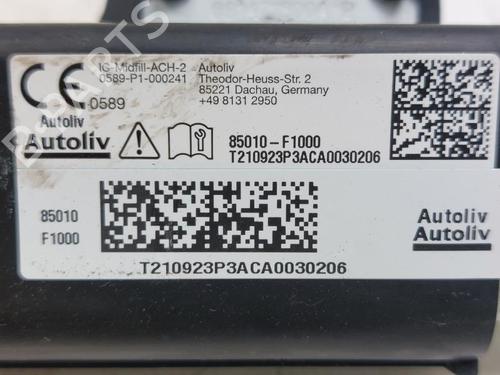 IG-Midfill-ACH-2 Autoliv
0589-P1-000241 Theodor-Heuss-Str. 2
85221 Dachau, Germany
+49 8131 2950
CE 0589
Autoliv
Autoliv
85010-F1000
T210923P3ACA0030206
85010
F1000
Autoliv
Autoliv
T210923P3ACA0030206